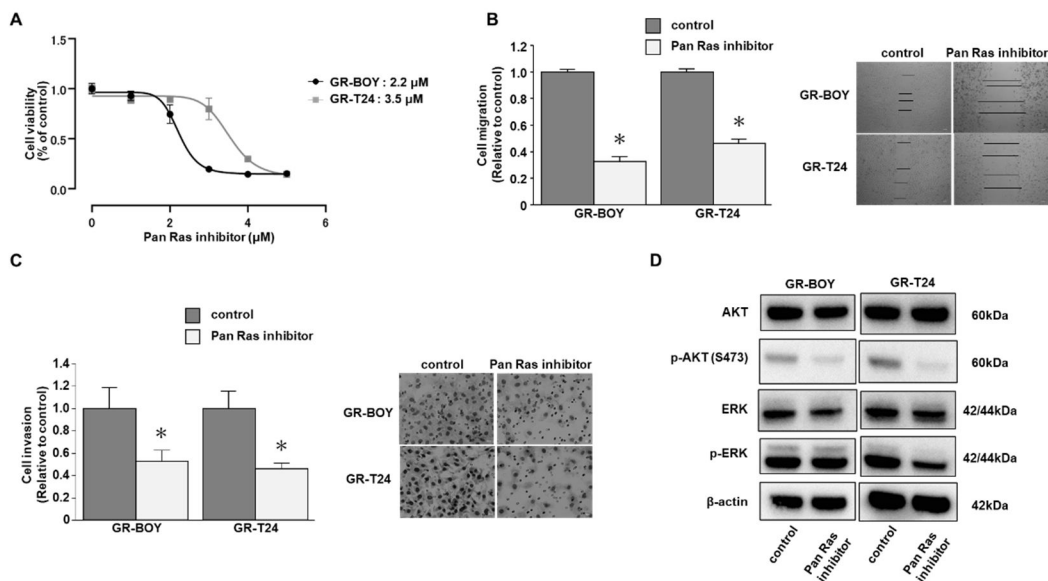 A
Cell viability
(% of control)
1.5
1.0
0.5
0.0
0
2
4
6
Pan Ras inhibitor (µM)
GR-BOY : 2.2 µM
GR-T24 : 3.5 µM
B
control
Pan Ras inhibitor
Cell migration
(Relative to control)
1.2
1.0
0.8
0.6
0.4
0.2
0
*
*
GR-BOY
GR-T24
control
Pan Ras inhibitor
GR-BOY
GR-T24
C
control
Pan Ras inhibitor
Cell invasion
(Relative to control)
1.4
1.2
1.0
0.8
0.6
0.4
0.2
0
*
*
GR-BOY
GR-T24
control
Pan Ras inhibitor
GR-BOY
GR-T24
D
GR-BOY
GR-T24
AKT
60kDa
p-AKT (S473)
60kDa
ERK
42/44kDa
p-ERK
42/44kDa
β-actin
42kDa
control
Pan Ras
inhibitor
control
Pan Ras
inhibitor